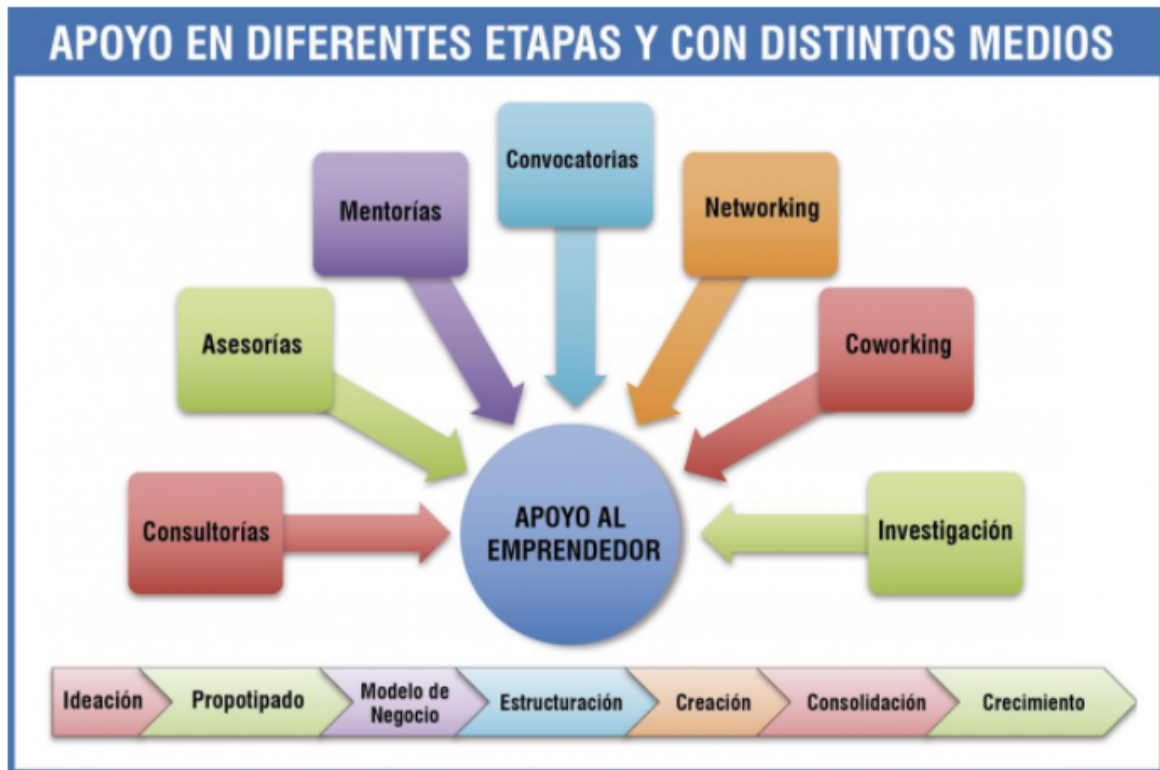 APOYO EN DIFERENTES ETAPAS Y CON DISTINTOS MEDIOS
Convocatorias
Mentorías
Networking
Asesorías
Coworking
Consultorías
APOYO AL
EMPRENDEDOR
Investigación
Ideación
Propotipado
Modelo de
Negocio
Estructuración
Creación
Consolidación
Crecimiento